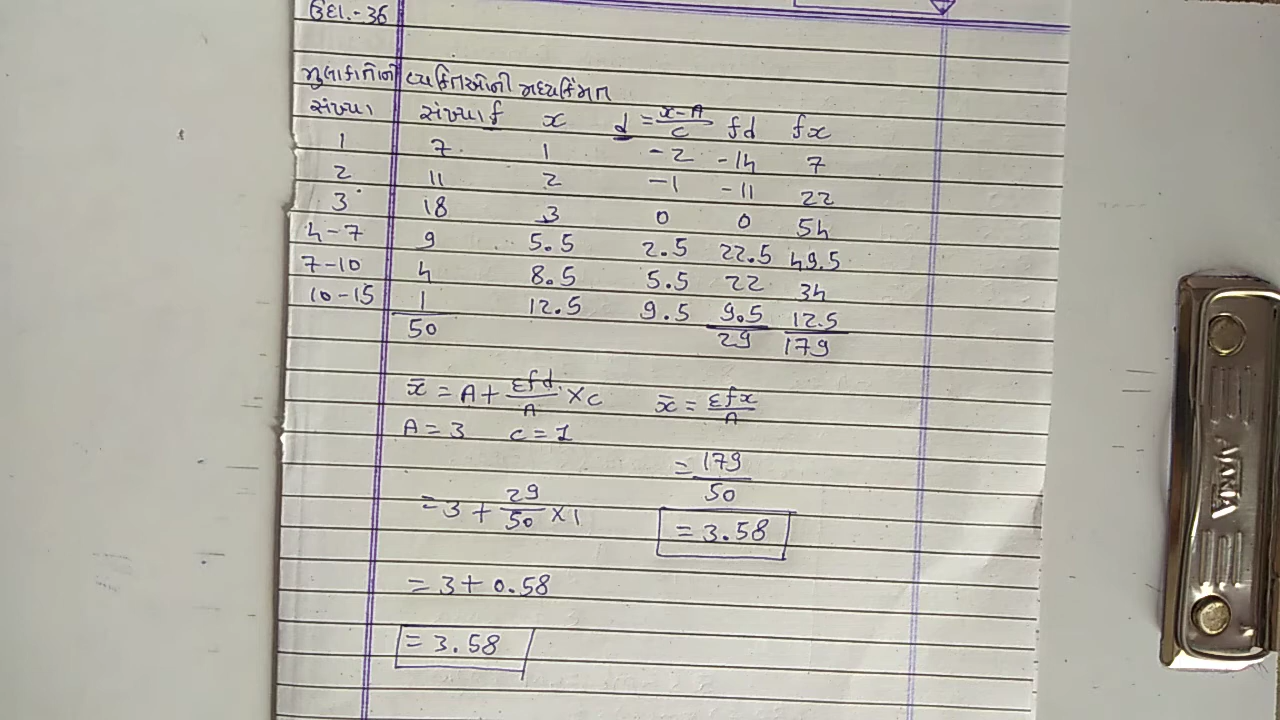 ઉદા.-36
મુલાકાતોની વ્યક્તિઓની મધ્યકિંમત
સંખ્યા સંખ્યા f x d = x-A/c fd fx
1 7 1 -2 -14 7
2 11 2 -1 -11 22
3 18 3 0 0 54
4-7 9 5.5 2.5 22.5 49.5
7-10 4 8.5 5.5 22 34
10-15 1 12.5 9.5 9.5 12.5
50 29 179
x̄ = A + Σfd/n × c x̄ = Σfx/n
A = 3 c = 1
= 179/50
= 3 + 29/50 × 1
= 3.58
= 3 + 0.58
= 3.58
AJANTA